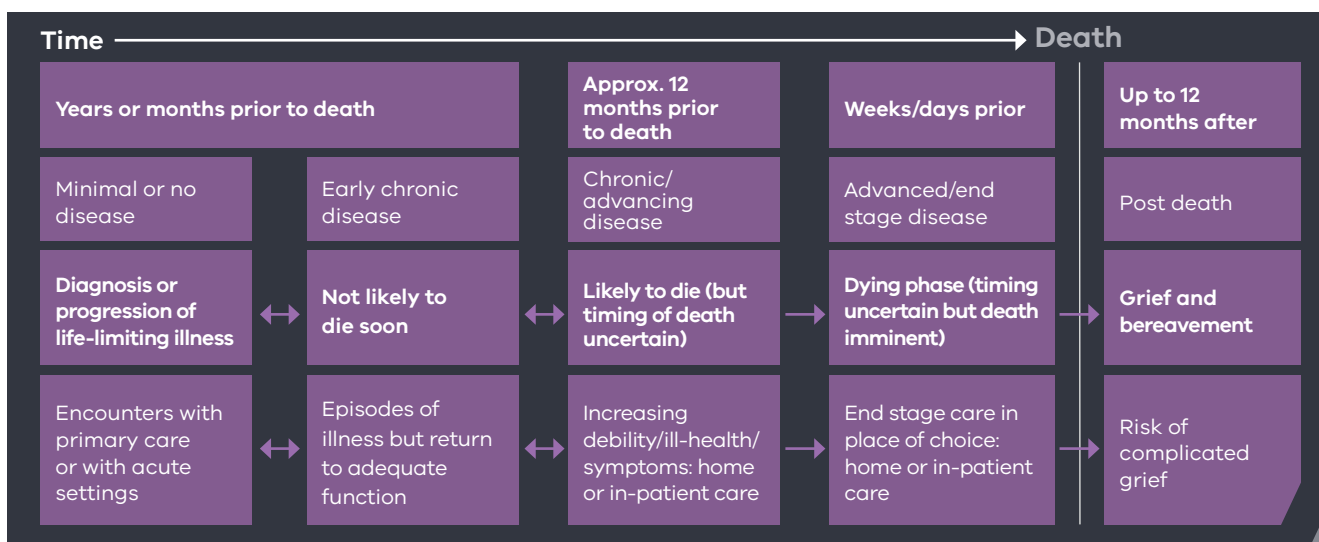 Time
Death
Years or months prior to death
Approx. 12
months prior
to death
Weeks/days prior
Up to 12
months after
Minimal or no
disease
Early chronic
disease
Chronic/
advancing
disease
Advanced/end
stage disease
Post death
Diagnosis or
progression of
life-limiting illness
Not likely to
die soon
Likely to die (but
timing of death
uncertain)
Dying phase (timing
uncertain but death
imminent)
Grief and
bereavement
Encounters with
primary care
or with acute
settings
Episodes of
illness but return
to adequate
function
Increasing
debility/ill-health/
symptoms: home
or in-patient care
End stage care in
place of choice:
home or in-patient
care
Risk of
complicated
grief